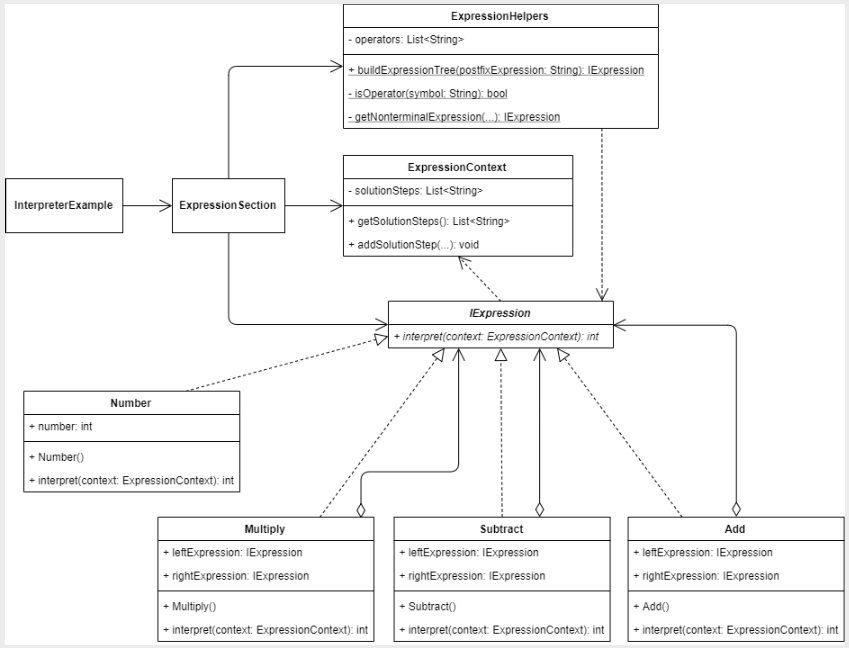 ExpressionHelpers
- operators: List<String>
+ buildExpressionTree(postfixExpression: String): IExpression
- isOperator(symbol: String): bool
- getNonterminalExpression(...): IExpression
ExpressionContext
- solutionSteps: List<String>
+ getSolutionSteps(): List<String>
+ addSolutionStep(...): void
InterpreterExample
ExpressionSection
IExpression
+ interpret(context: ExpressionContext): int
Number
+ number: int
+ Number()
+ interpret(context: ExpressionContext): int
Multiply
+ leftExpression: IExpression
+ rightExpression: IExpression
+ Multiply()
+ interpret(context: ExpressionContext): int
Subtract
+ leftExpression: IExpression
+ rightExpression: IExpression
+ Subtract()
+ interpret(context: ExpressionContext): int
Add
+ leftExpression: IExpression
+ rightExpression: IExpression
+ Add()
+ interpret(context: ExpressionContext): int